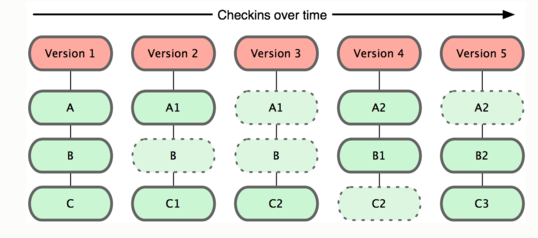 Checkins over time
Version 1 Version 2 Version 3 Version 4 Version 5
A A1 A1 A2 A2
B B B B1 B2
C C1 C2 C2 C3